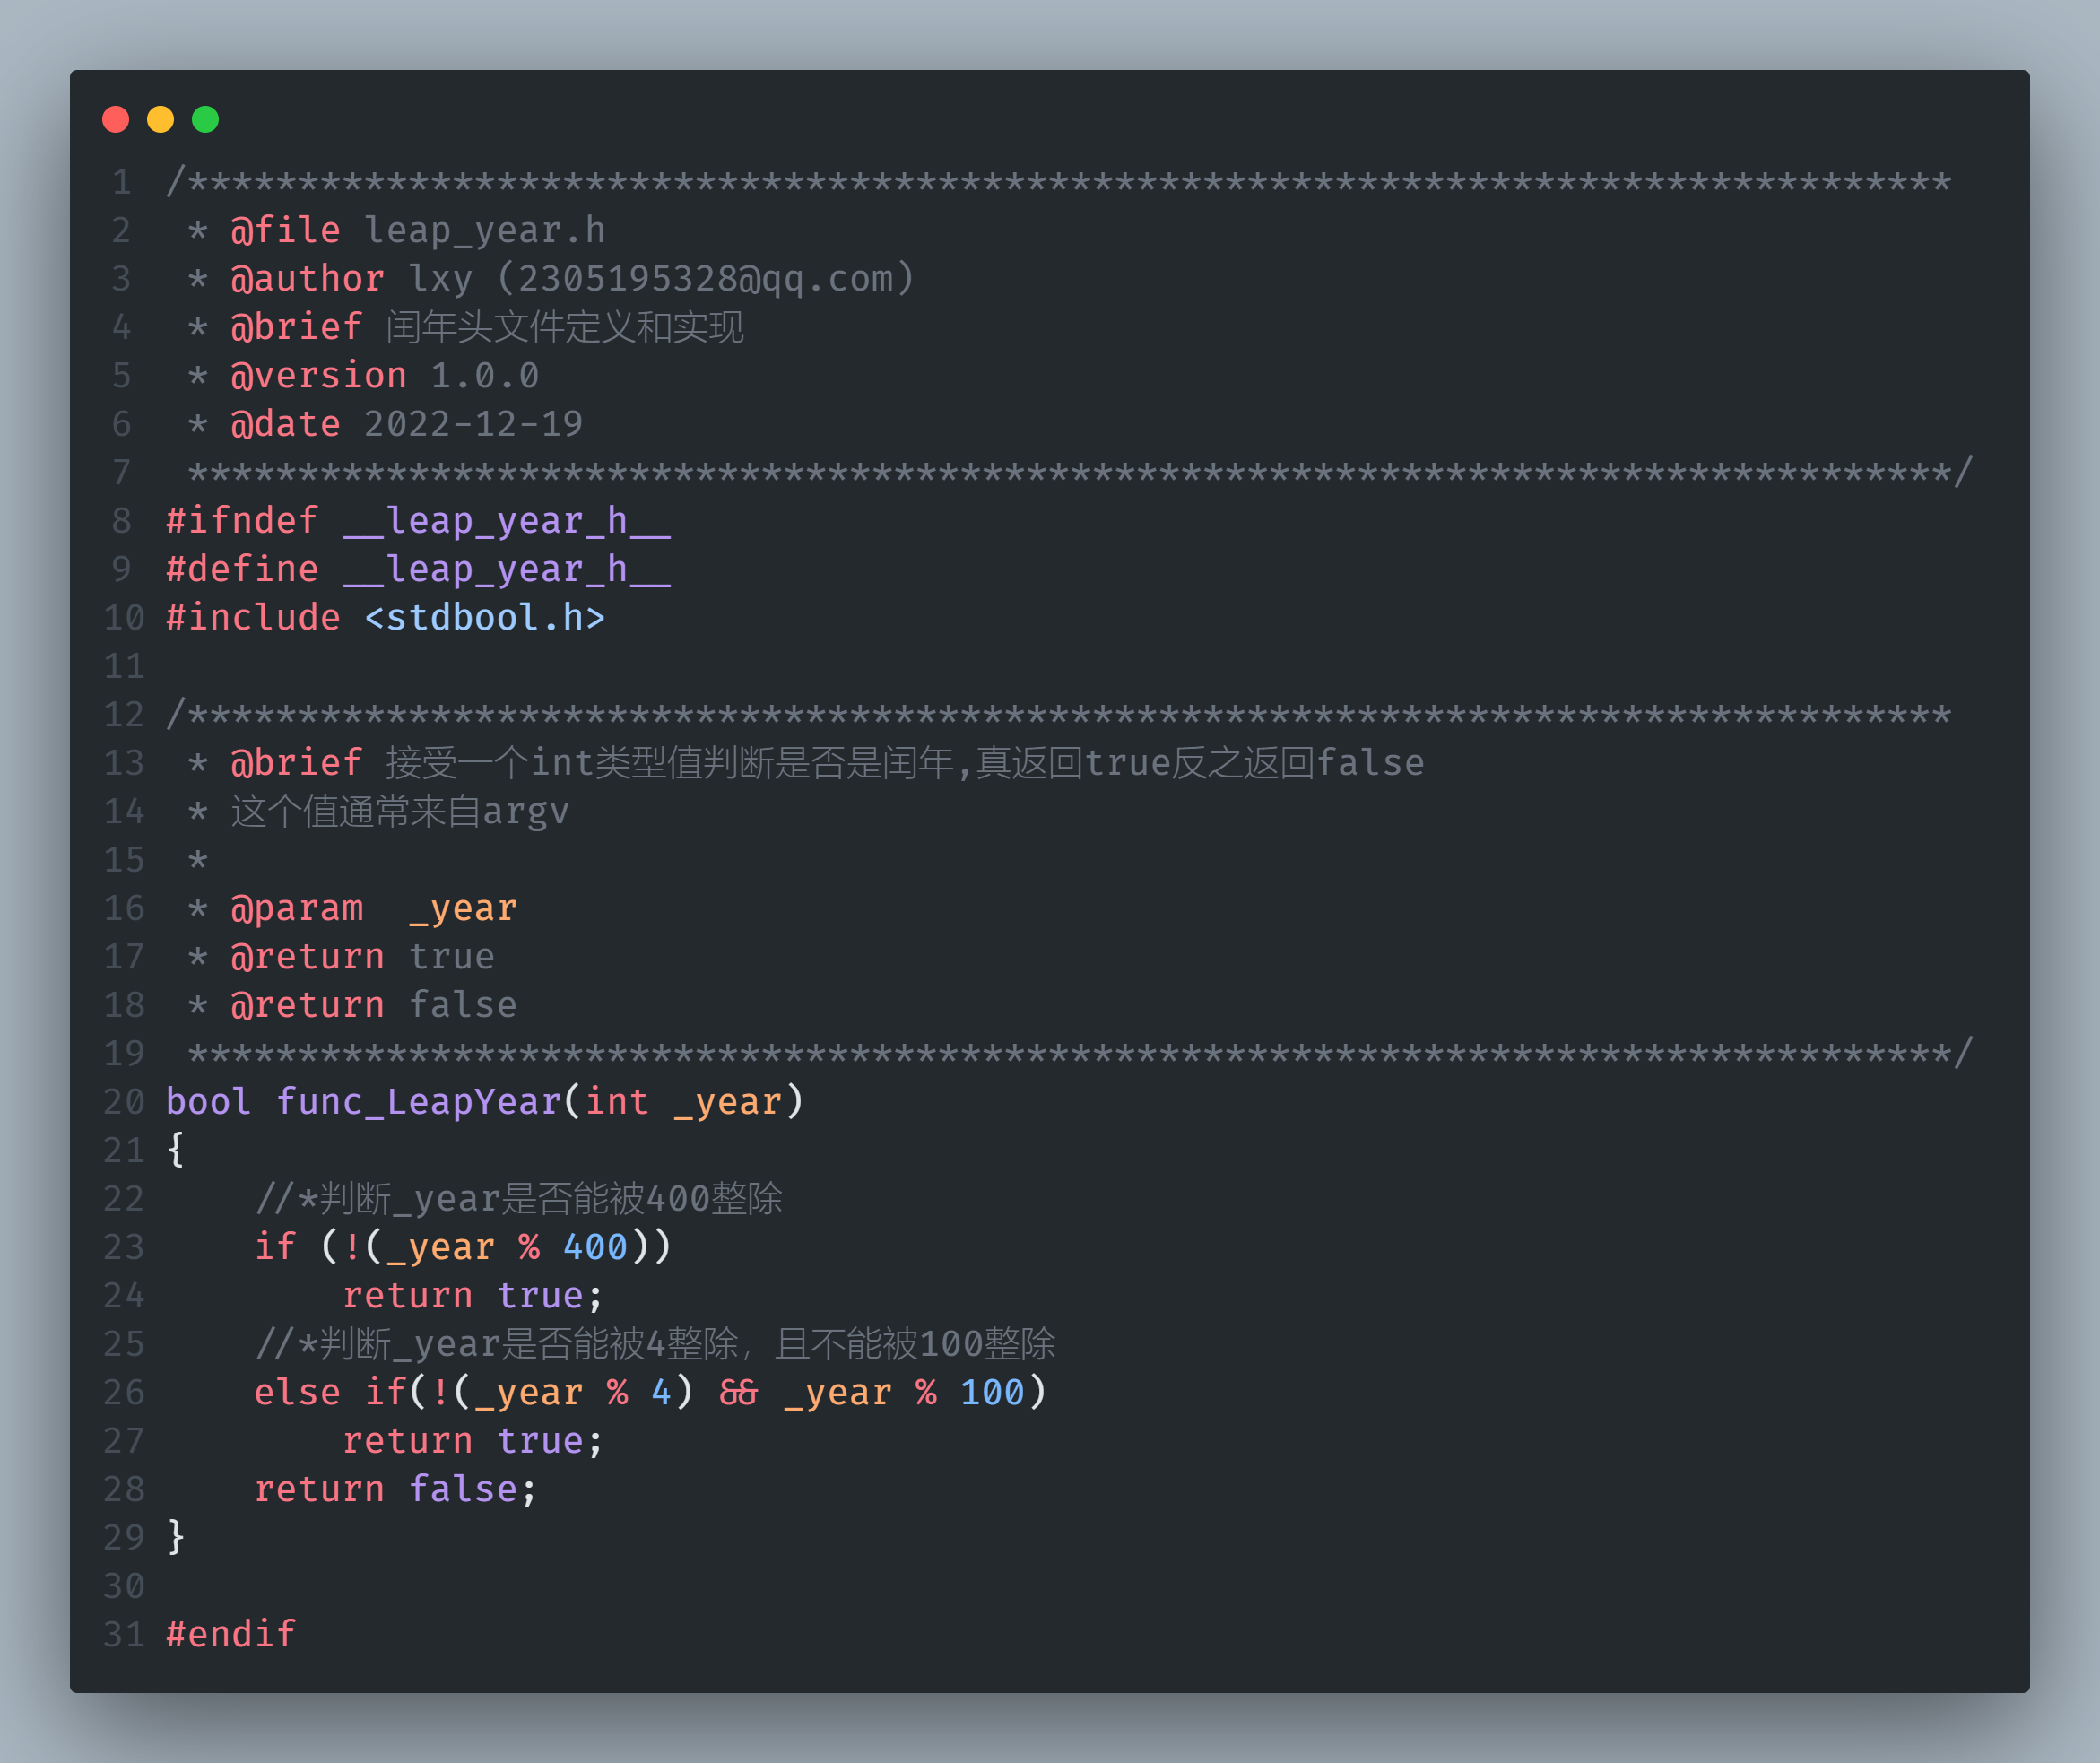 1 /********************************************************************************
2  * @file leap_year.h
3  * @author lxy (2305195328@qq.com)
4  * @brief 闰年头文件定义和实现
5  * @version 1.0.0
6  * @date 2022-12-19
7  ********************************************************************************/
8 #ifndef __leap_year_h__
9 #define __leap_year_h__
10 #include <stdbool.h>
11
12 /********************************************************************************
13  * @brief 接受一个int类型值判断是否是闰年,真返回true反之返回false
14  * 这个值通常来自argv
15  *
16  * @param  _year
17  * @return true
18  * @return false
19  ********************************************************************************/
20 bool func_LeapYear(int _year)
21 {
22     //*判断_year是否能被400整除
23     if (!(_year % 400))
24         return true;
25     //*判断_year是否能被4整除，且不能被100整除
26     else if(!(_year % 4) && _year % 100)
27         return true;
28     return false;
29 }
30
31 #endif